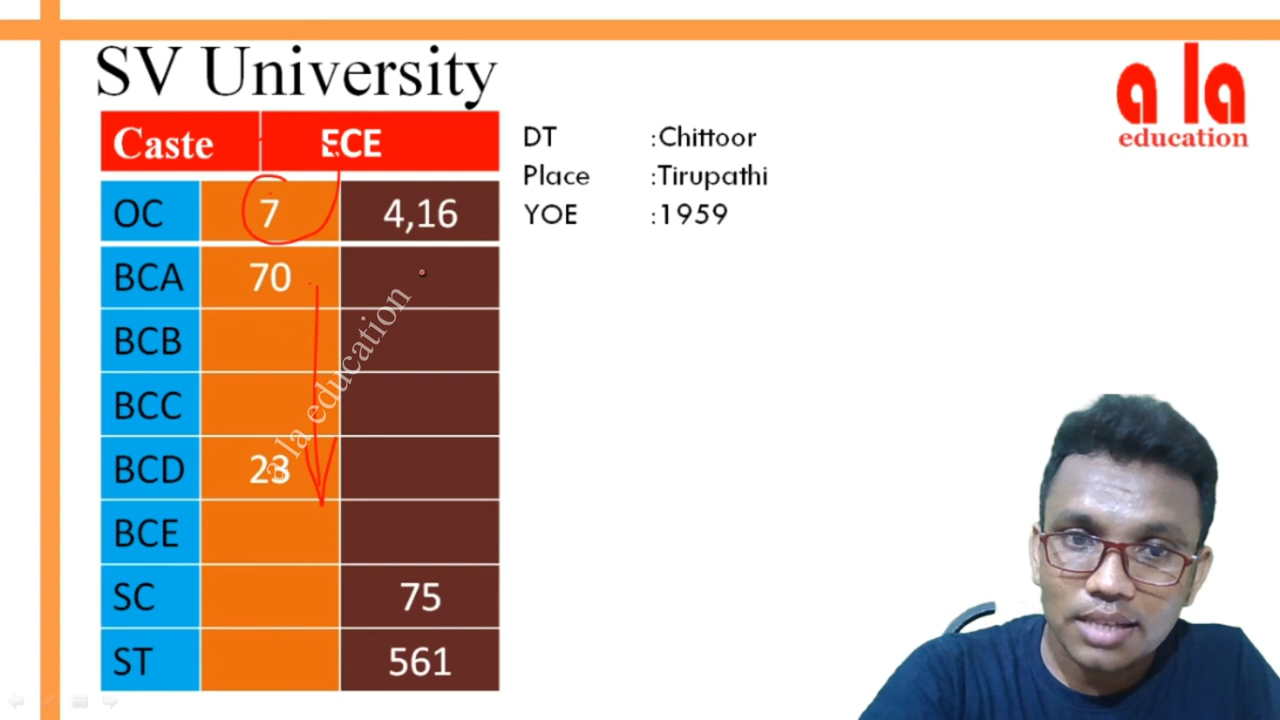 SV University
a la
education
Caste ECE
DT :Chittoor
Place :Tirupathi
YOE :1959
OC 7 4,16
BCA 70
BCB
BCC
BCD 23
BCE
SC 75
ST 561
a la education